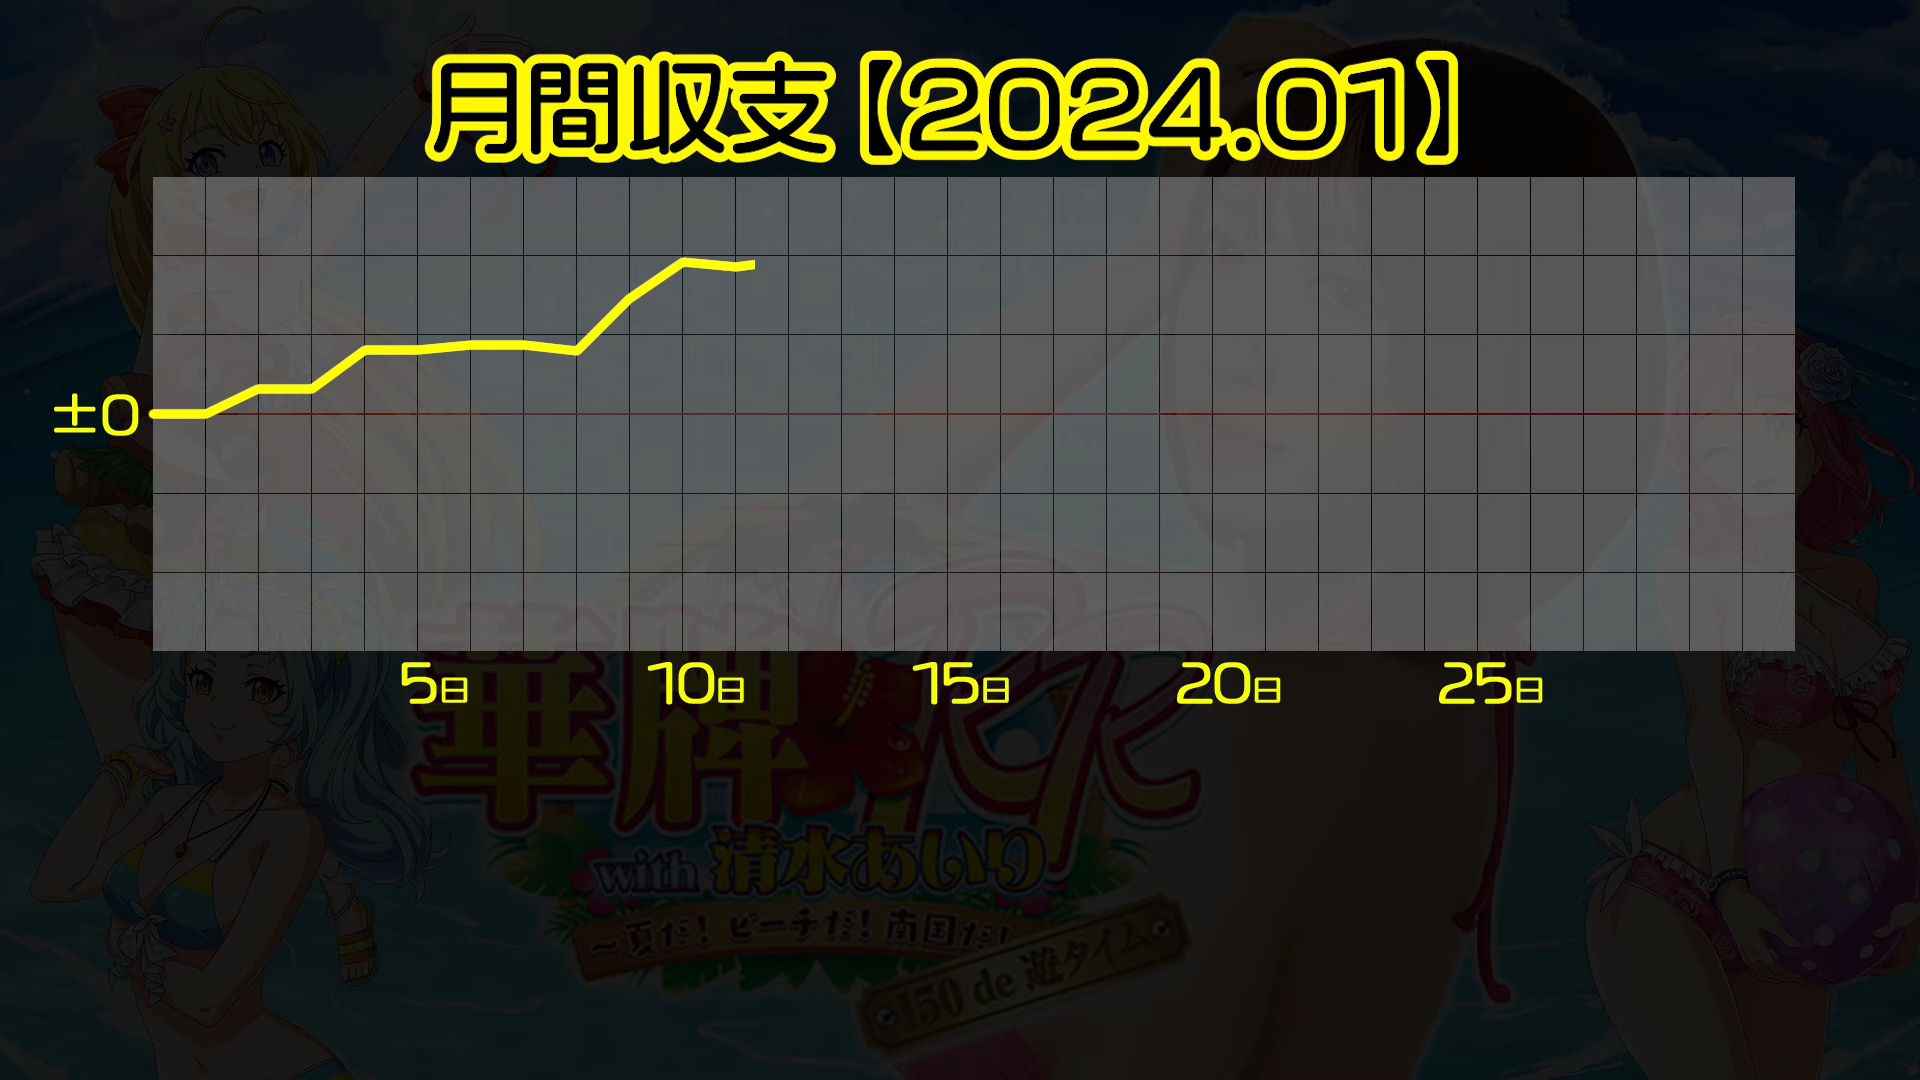 月間収支【2024.01】
±0
5日 10日 15日 20日 25日
華牌RR
with 清水あいり
～夏だ！ビーチだ！南国だ！
150 de 遊タイム